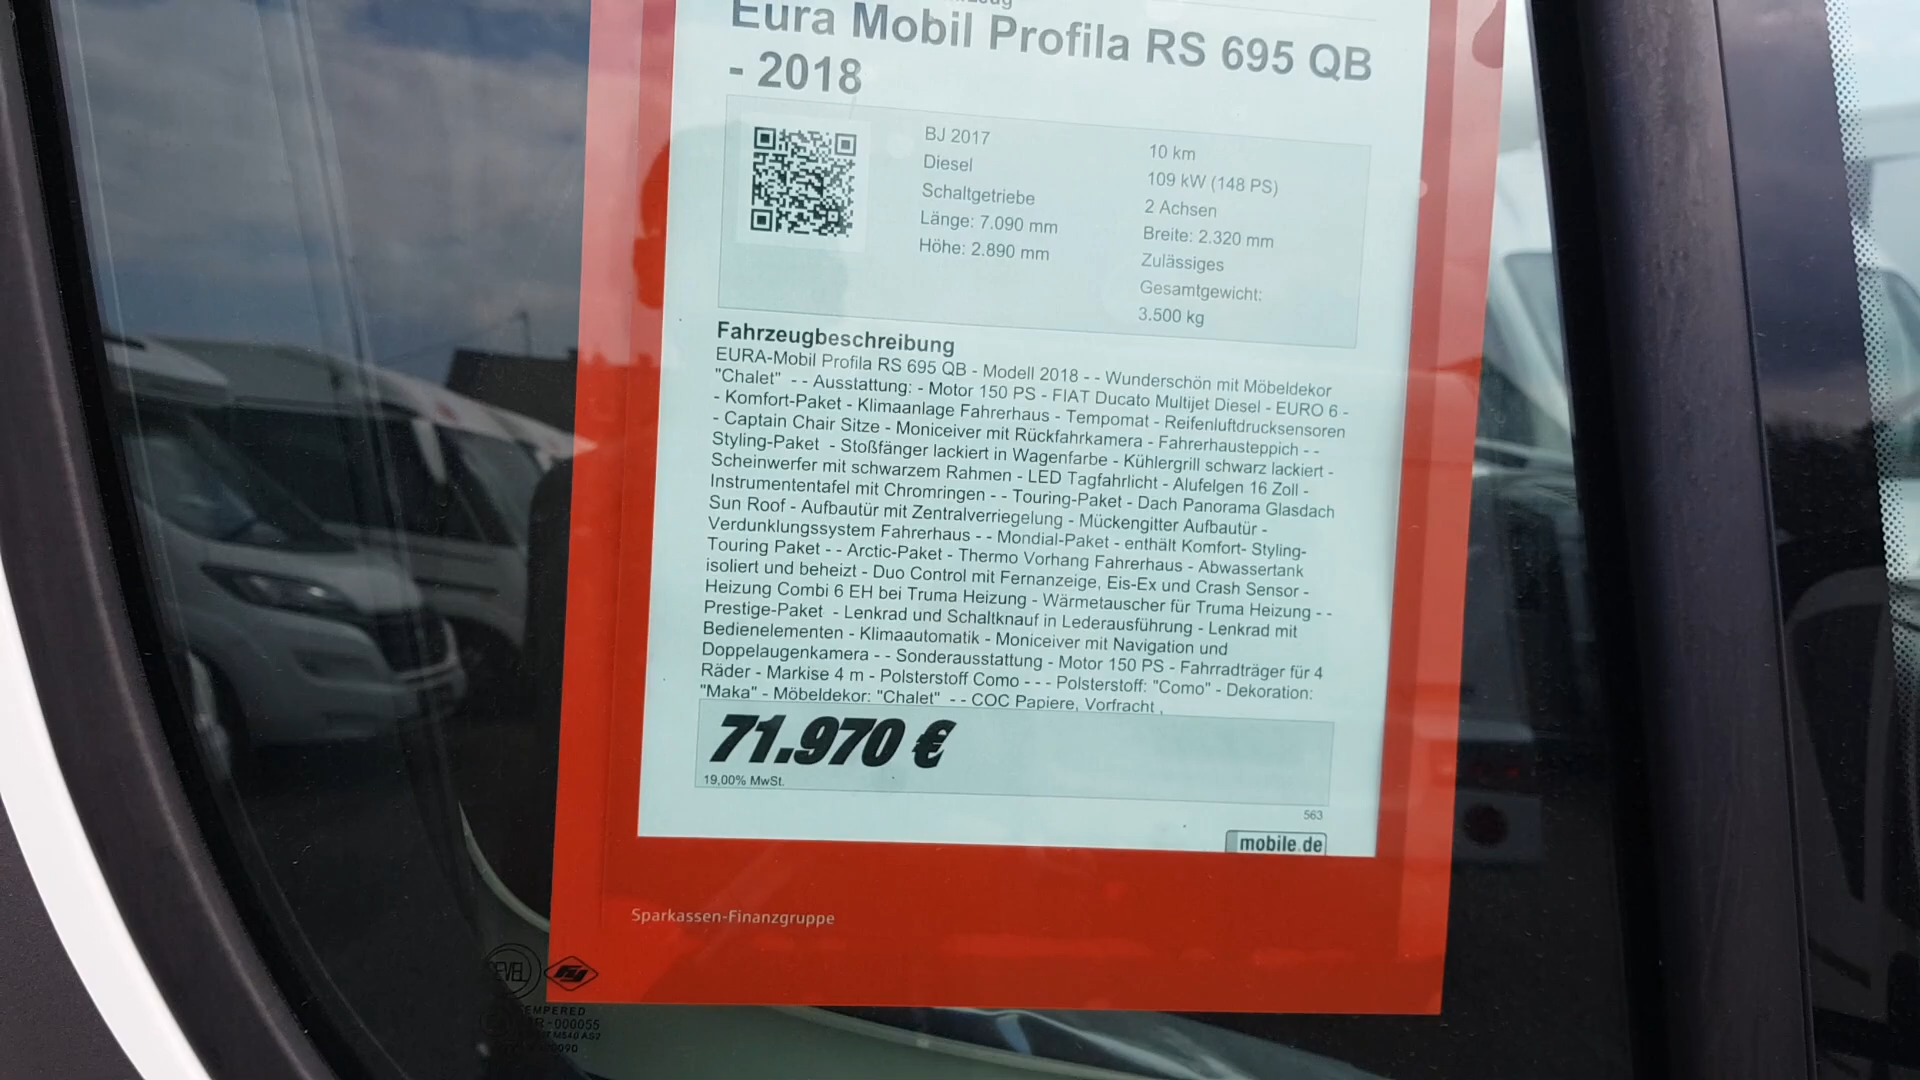 Eura Mobil Profila RS 695 QB
- 2018
BJ 2017
Diesel
Schaltgetriebe
Länge: 7.090 mm
Höhe: 2.890 mm
10 km
109 kW (148 PS)
2 Achsen
Breite: 2.320 mm
Zulässiges
Gesamtgewicht:
3.500 kg
Fahrzeugbeschreibung
EURA-Mobil Profila RS 695 QB - Modell 2018 - - Wunderschön mit Möbeldekor
"Chalet" - - Ausstattung: - Motor 150 PS - FIAT Ducato Multijet Diesel - EURO 6 -
- Komfort-Paket - Klimaanlage Fahrerhaus - Tempomat - Reifenluftdrucksensoren
- Captain Chair Sitze - Moniceiver mit Rückfahrkamera - Fahrerhausteppich - -
Styling-Paket - Stoßfänger lackiert in Wagenfarbe - Kühlergrill schwarz lackiert -
Scheinwerfer mit schwarzem Rahmen - LED Tagfahrlicht - Alufelgen 16 Zoll -
Instrumententafel mit Chromringen - - Touring-Paket - Dach Panorama Glasdach
Sun Roof - Aufbautür mit Zentralverriegelung - Mückengitter Aufbautür -
Verdunklungssystem Fahrerhaus - - Mondial-Paket - enthält Komfort- Styling-
Touring Paket - - Arctic-Paket - Thermo Vorhang Fahrerhaus - Abwassertank
isoliert und beheizt - Duo Control mit Fernanzeige, Eis-Ex und Crash Sensor -
Heizung Combi 6 EH bei Truma Heizung - Wärmetauscher für Truma Heizung - -
Prestige-Paket - Lenkrad und Schaltknauf in Lederausführung - Lenkrad mit
Bedienelementen - Klimaautomatik - Moniceiver mit Navigation und
Doppelaugenkamera - - Sonderausstattung - Motor 150 PS - Fahrradträger für 4
Räder - Markise 4 m - Polsterstoff Como - - - Polsterstoff: "Como" - Dekoration:
"Maka" - Möbeldekor: "Chalet" - - COC Papiere, Vorfracht ,
71.970 €
19,00% MwSt.
563
mobile.de
Sparkassen-Finanzgruppe